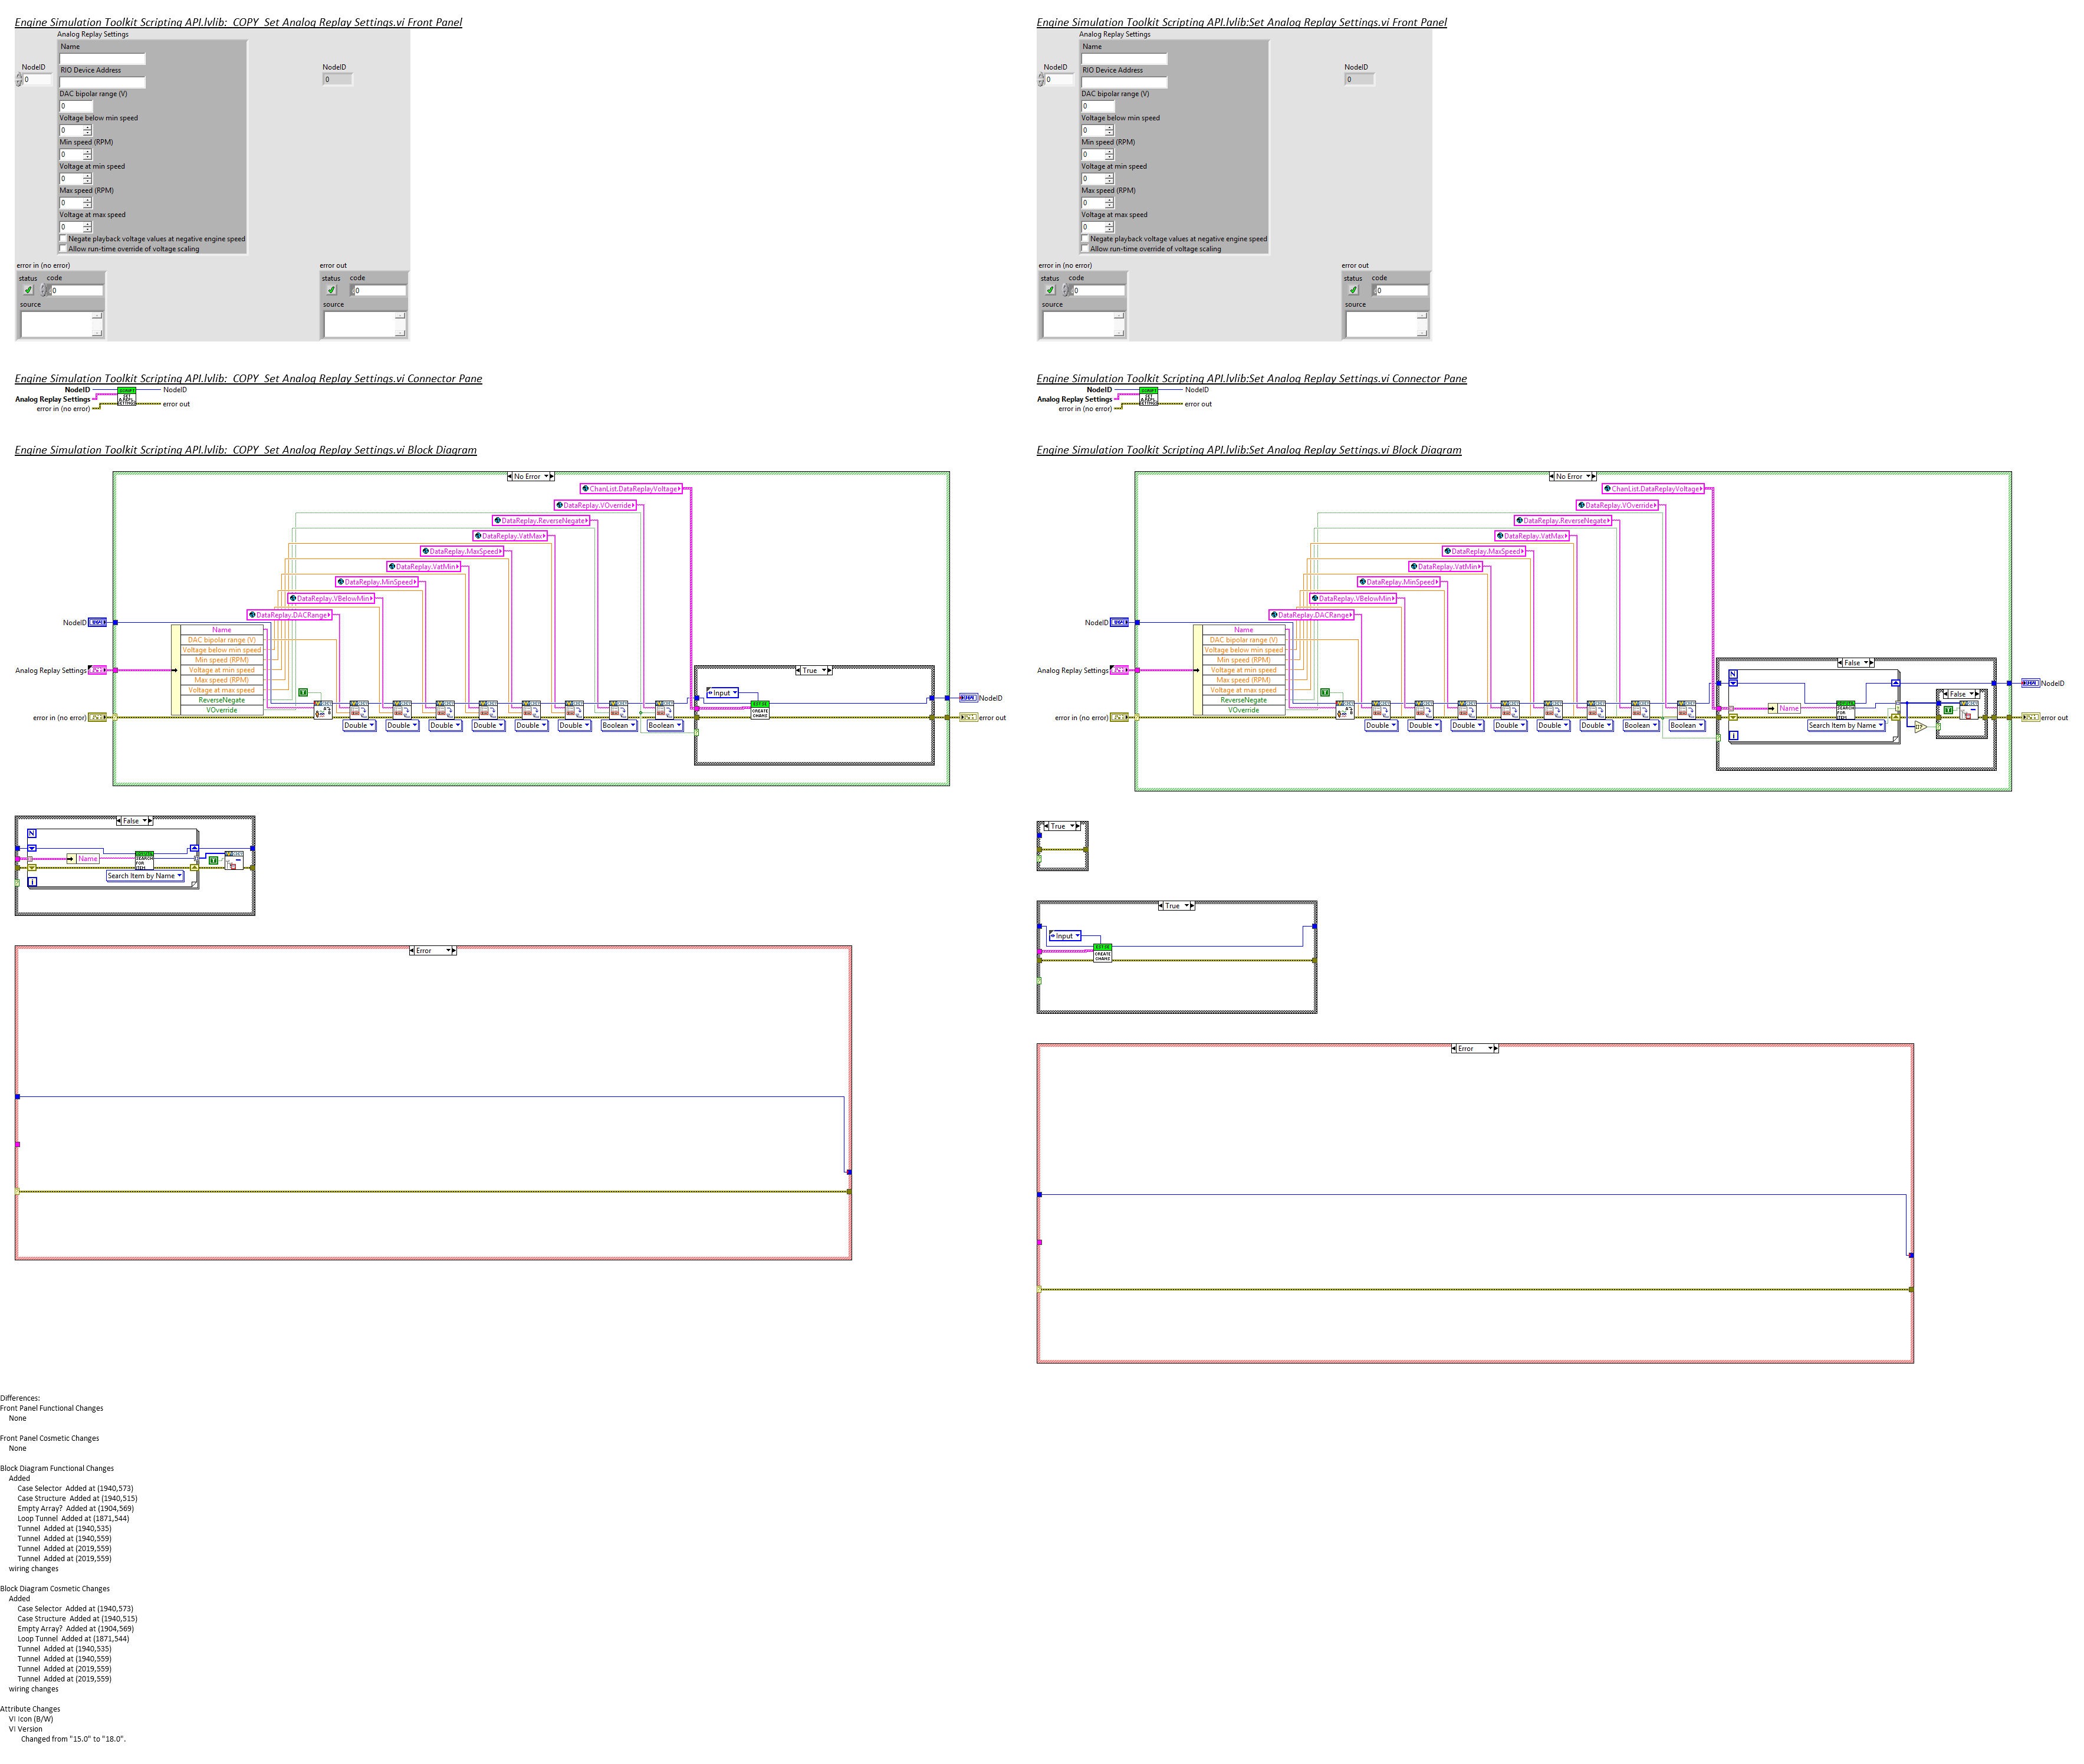 Engine Simulation Toolkit Scripting API.lvlib:_COPY_Set Analog Replay Settings.vi Front Panel
Analog Replay Settings
Name
NodeID
0
RIO Device Address
NodeID
0
DAC bipolar range (V)
0
Voltage below min speed
0
Min speed (RPM)
0
Voltage at min speed
0
Max speed (RPM)
0
Voltage at max speed
0
Negate playback voltage values at negative engine speed
Allow run-time override of voltage scaling
error in (no error)
status code
0
source
error out
status code
0
source
Engine Simulation Toolkit Scripting API.lvlib:_COPY_Set Analog Replay Settings.vi Connector Pane
NodeID
Analog Replay Settings
error in (no error)
NodeID
error out
Engine Simulation Toolkit Scripting API.lvlib:_COPY_Set Analog Replay Settings.vi Block Diagram
No Error
ChanList.DataReplayVoltage
DataReplay.VOverride
DataReplay.ReverseNegate
DataReplay.VatMax
DataReplay.MaxSpeed
DataReplay.VatMin
DataReplay.MinSpeed
DataReplay.VBelowMin
DataReplay.DACRange
NodeID
Name
DAC bipolar range (V)
Voltage below min speed
Min speed (RPM)
Analog Replay Settings
Voltage at min speed
Max speed (RPM)
Voltage at max speed
ReverseNegate
VOverride
error in (no error)
Double
Double
Double
Double
Double
Double
Boolean
Boolean
True
Input
CREATE
NodeID
error out
False
N
Name
SEARCH
FOR
ITEM
Search Item by Name
i
Error
Engine Simulation Toolkit Scripting API.lvlib:Set Analog Replay Settings.vi Front Panel
Analog Replay Settings
Name
NodeID
0
RIO Device Address
NodeID
0
DAC bipolar range (V)
0
Voltage below min speed
0
Min speed (RPM)
0
Voltage at min speed
0
Max speed (RPM)
0
Voltage at max speed
0
Negate playback voltage values at negative engine speed
Allow run-time override of voltage scaling
error in (no error)
status code
0
source
error out
status code
0
source
Engine Simulation Toolkit Scripting API.lvlib:Set Analog Replay Settings.vi Connector Pane
NodeID
Analog Replay Settings
error in (no error)
NodeID
error out
Engine Simulation Toolkit Scripting API.lvlib:Set Analog Replay Settings.vi Block Diagram
No Error
ChanList.DataReplayVoltage
DataReplay.VOverride
DataReplay.ReverseNegate
DataReplay.VatMax
DataReplay.MaxSpeed
DataReplay.VatMin
DataReplay.MinSpeed
DataReplay.VBelowMin
DataReplay.DACRange
NodeID
Name
DAC bipolar range (V)
Voltage below min speed
Min speed (RPM)
Analog Replay Settings
Voltage at min speed
Max speed (RPM)
Voltage at max speed
ReverseNegate
VOverride
error in (no error)
Double
Double
Double
Double
Double
Double
Boolean
Boolean
False
N
Name
SEARCH
FOR
ITEM
Search Item by Name
i
False
NodeID
error out
True
True
Input
CREATE
Error
Differences:
Front Panel Functional Changes
None
Front Panel Cosmetic Changes
None
Block Diagram Functional Changes
Added
Case Selector Added at (1940,573)
Case Structure Added at (1940,515)
Empty Array? Added at (1904,569)
Loop Tunnel Added at (1871,544)
Tunnel Added at (1940,535)
Tunnel Added at (1940,559)
Tunnel Added at (2019,559)
Tunnel Added at (2019,559)
wiring changes
Block Diagram Cosmetic Changes
Added
Case Selector Added at (1940,573)
Case Structure Added at (1940,515)
Empty Array? Added at (1904,569)
Loop Tunnel Added at (1871,544)
Tunnel Added at (1940,535)
Tunnel Added at (1940,559)
Tunnel Added at (2019,559)
Tunnel Added at (2019,559)
wiring changes
Attribute Changes
VI Icon (B/W)
VI Version
Changed from "15.0" to "18.0".